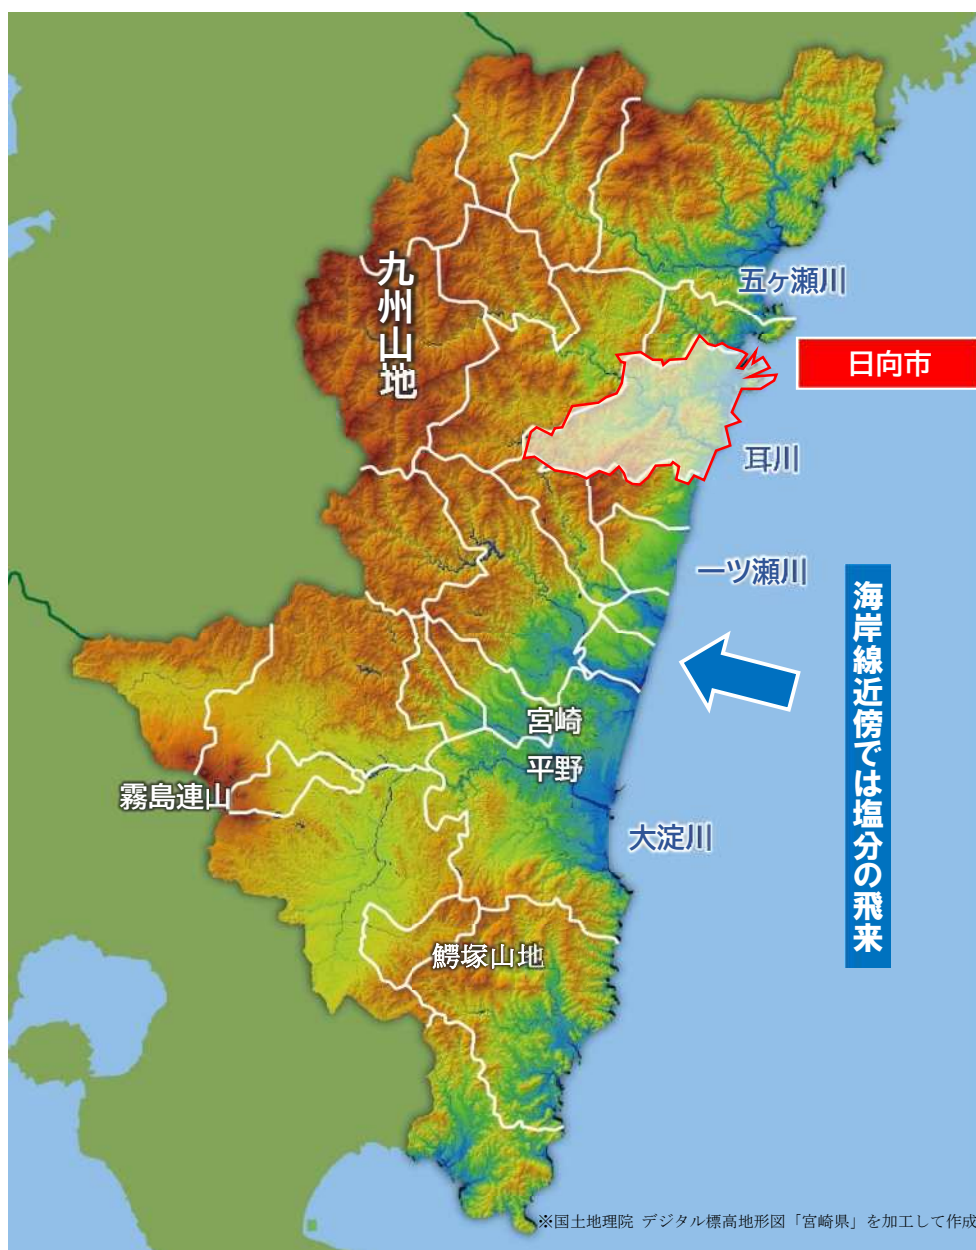 九州山地
五ヶ瀬川
日向市
耳川
一ツ瀬川
海岸線近傍では塩分の飛来
宮崎
平野
霧島連山
大淀川
鰐塚山地
※国土地理院 デジタル標高地形図「宮崎県」を加工して作成